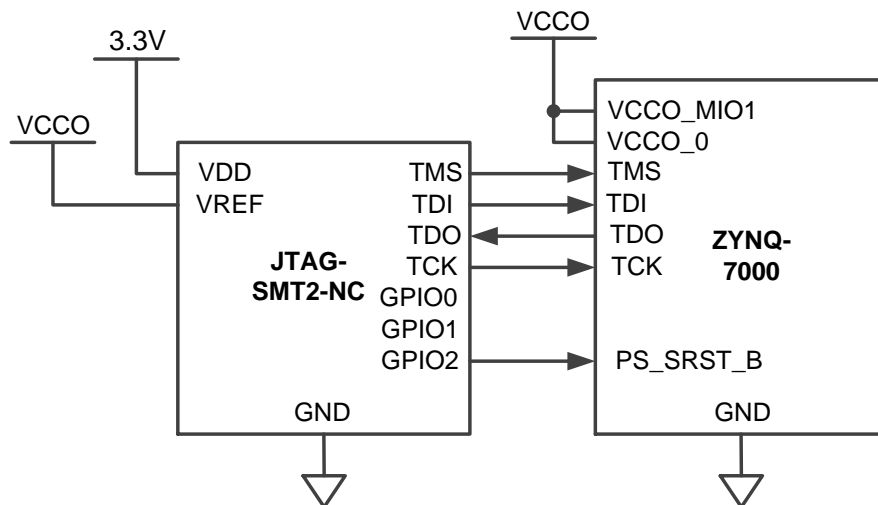 VCCO
3.3V
VCCO
VDD
VREF
TMS
TDI
TDO
TCK
GPIO0
GPIO1
GPIO2
JTAG-
SMT2-NC
GND
VCCO_MIO1
VCCO_0
TMS
TDI
TDO
TCK
ZYNQ-
7000
PS_SRST_B
GND